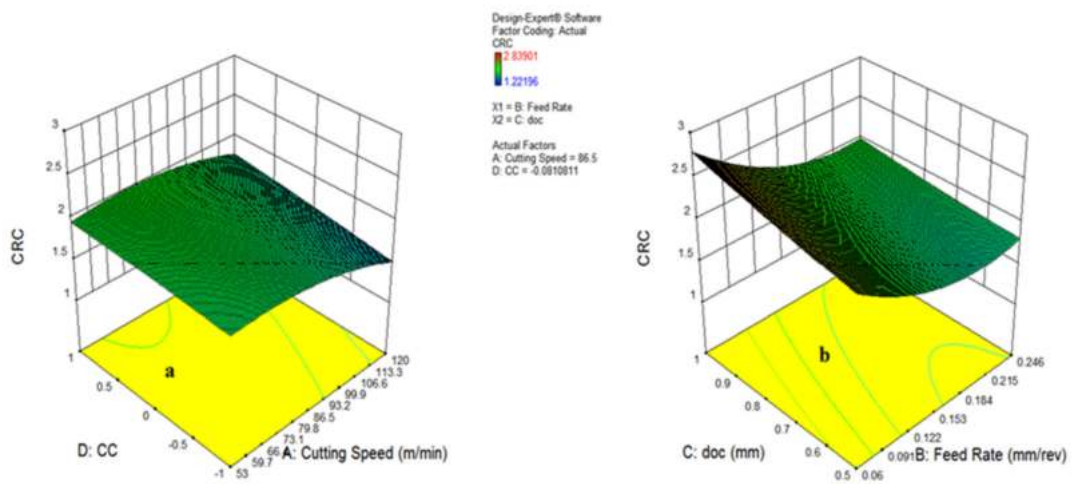 Design-Expert® Software
Factor Coding: Actual
CRC
2.83901
1.22196
X1 = B: Feed Rate
X2 = C: doc
Actual Factors
A: Cutting Speed = 86.5
D: CC = -0.0810811
3
2.5
2
1.5
1
CRC
1
0.5
0
-0.5
-1
D: CC
53
59.7
66
73.1
79.8
86.5
93.2
99.9
106.6
113.3
120
A: Cutting Speed (m/min)
a
3
2.5
2
1.5
1
CRC
1
0.9
0.8
0.7
0.6
0.5
C: doc (mm)
0.06
0.091
0.122
0.153
0.184
0.215
0.246
B: Feed Rate (mm/rev)
b